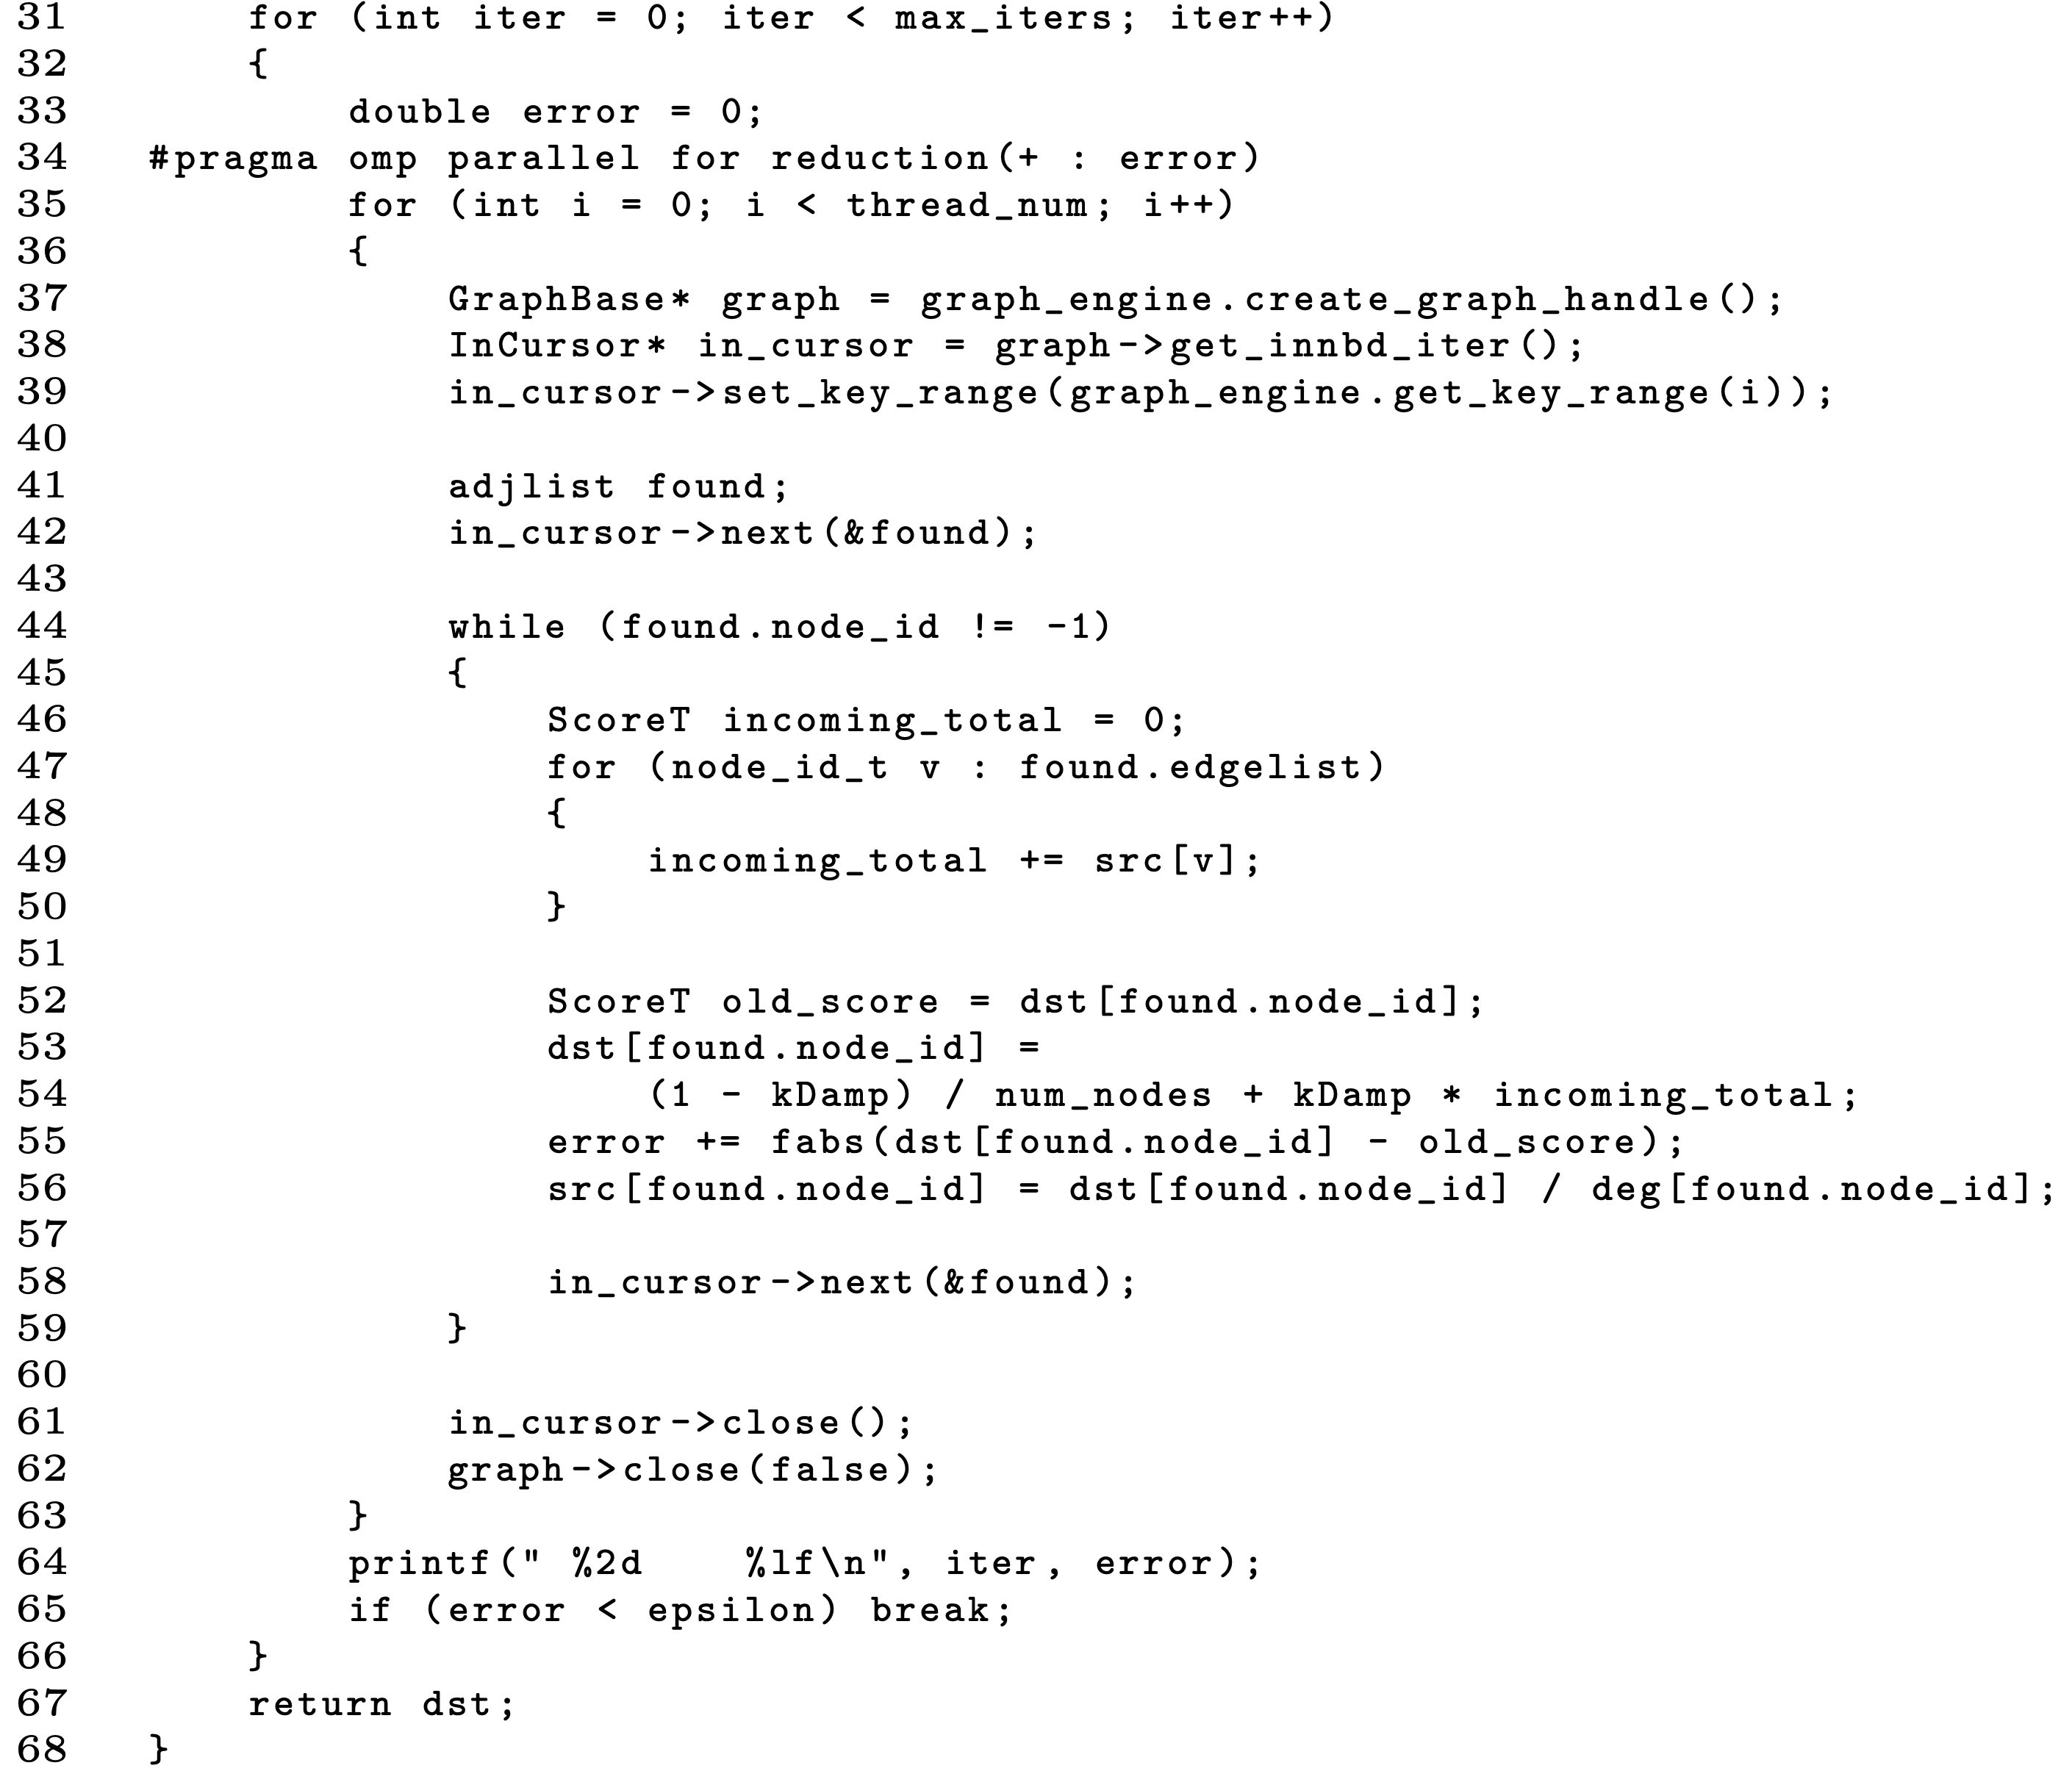 31 for (int iter = 0; iter < max_iters; iter++)
32 {
33 double error = 0;
34 #pragma omp parallel for reduction(+ : error)
35 for (int i = 0; i < thread_num; i++)
36 {
37 GraphBase* graph = graph_engine.create_graph_handle();
38 InCursor* in_cursor = graph->get_innbd_iter();
39 in_cursor->set_key_range(graph_engine.get_key_range(i));
40
41 adjlist found;
42 in_cursor->next(&found);
43
44 while (found.node_id != -1)
45 {
46 ScoreT incoming_total = 0;
47 for (node_id_t v : found.edgelist)
48 {
49 incoming_total += src[v];
50 }
51
52 ScoreT old_score = dst[found.node_id];
53 dst[found.node_id] =
54 (1 - kDamp) / num_nodes + kDamp * incoming_total;
55 error += fabs(dst[found.node_id] - old_score);
56 src[found.node_id] = dst[found.node_id] / deg[found.node_id];
57
58 in_cursor->next(&found);
59 }
60
61 in_cursor->close();
62 graph->close(false);
63 }
64 printf(" %2d    %lf\n", iter, error);
65 if (error < epsilon) break;
66 }
67 return dst;
68 }